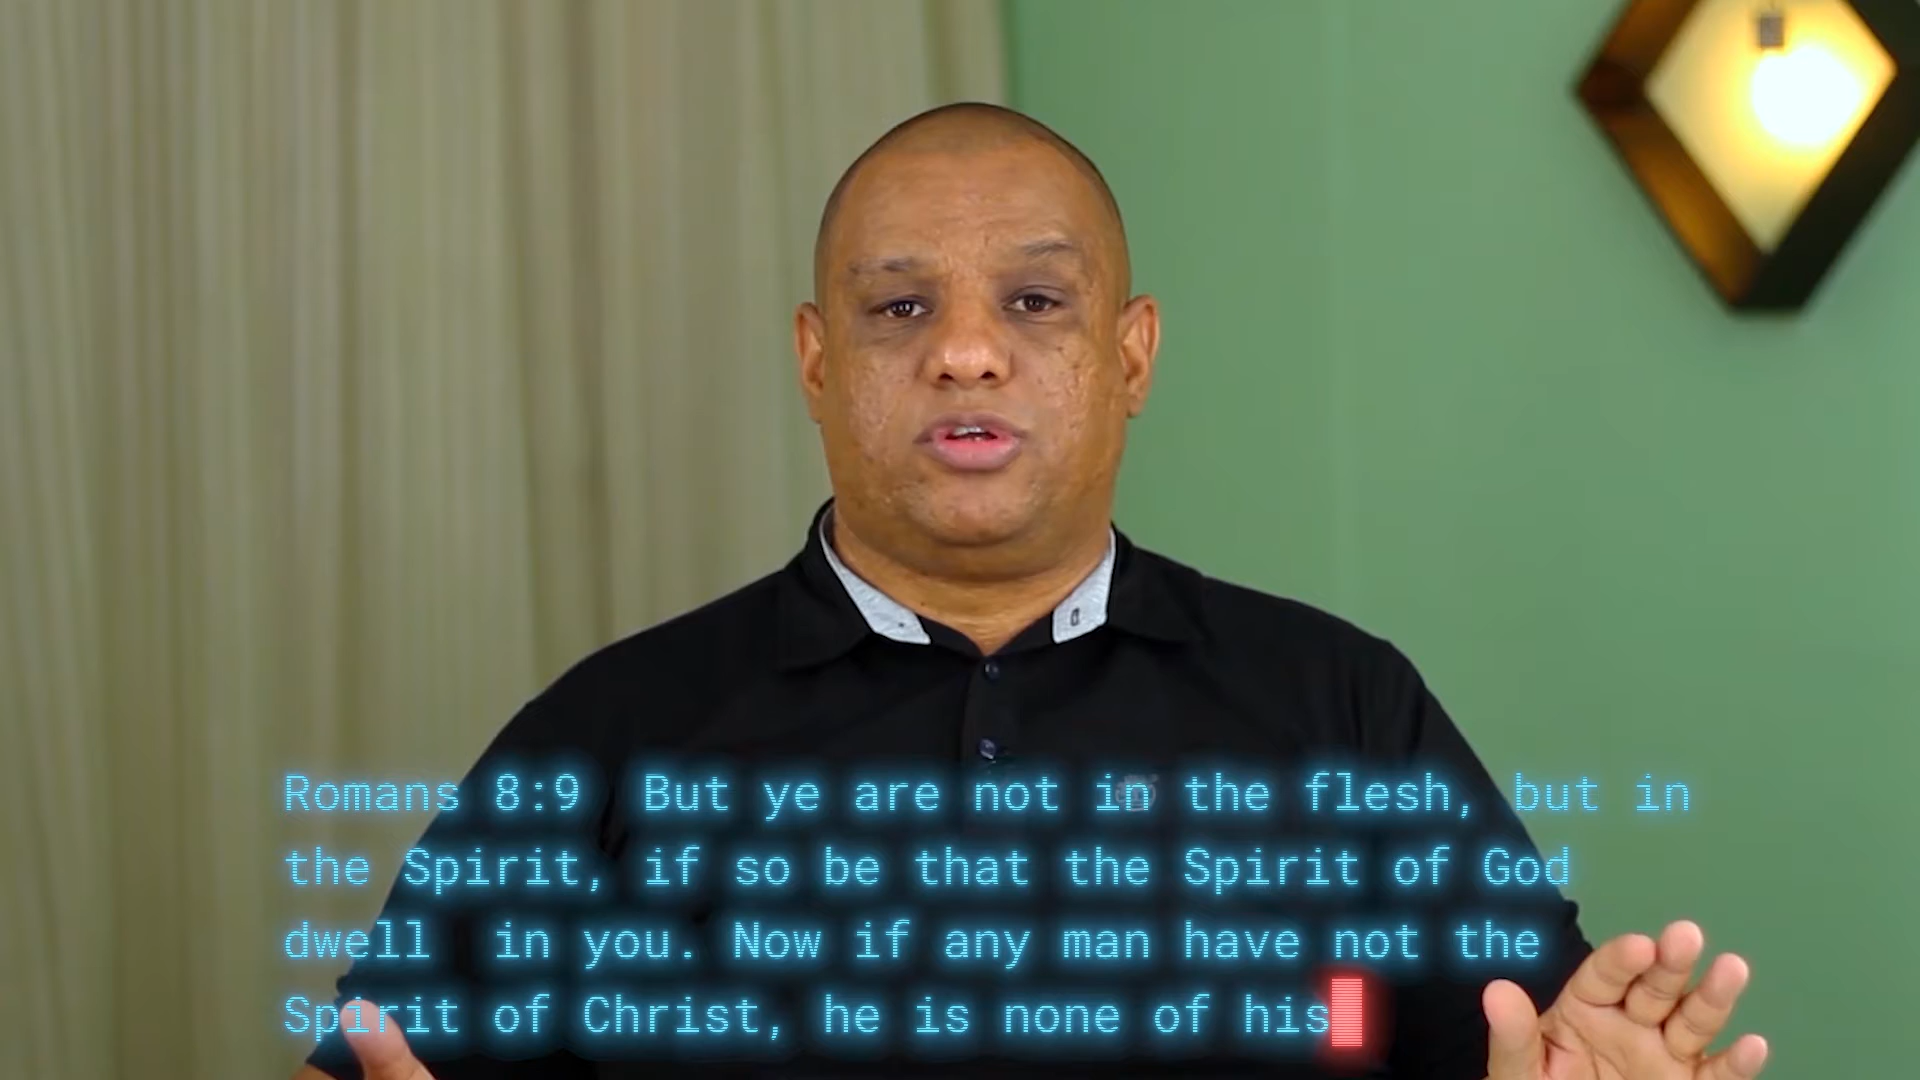 Romans 8:9  But ye are not in the flesh, but in
the Spirit, if so be that the Spirit of God
dwell  in you. Now if any man have not the
Spirit of Christ, he is none of his